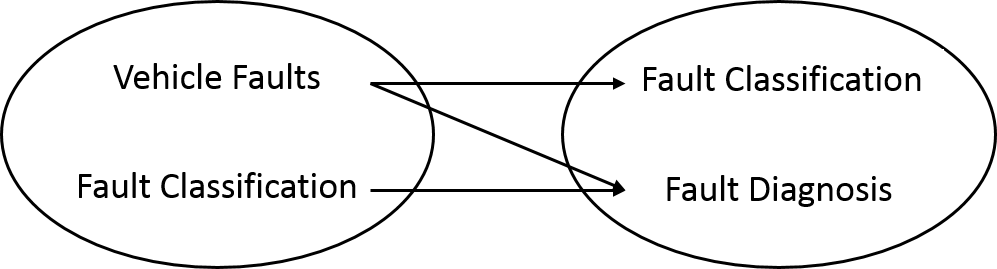 Vehicle Faults
Fault Classification
Fault Classification
Fault Diagnosis